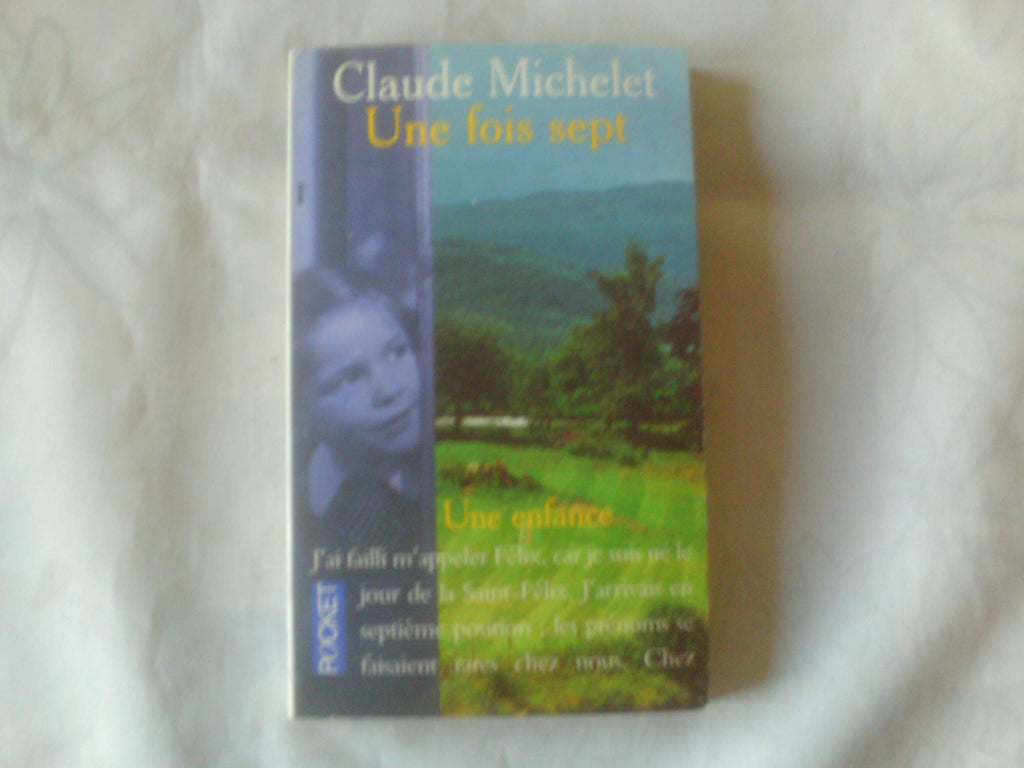 Claude Michelet
Une fois sept
Une enfance
J'ai failli m'appeler Félix, car je suis né le
jour de la Saint-Félix. J'arrivais en
septième position ; les prénoms se
faisaient rares chez nous. Chez
POCKET